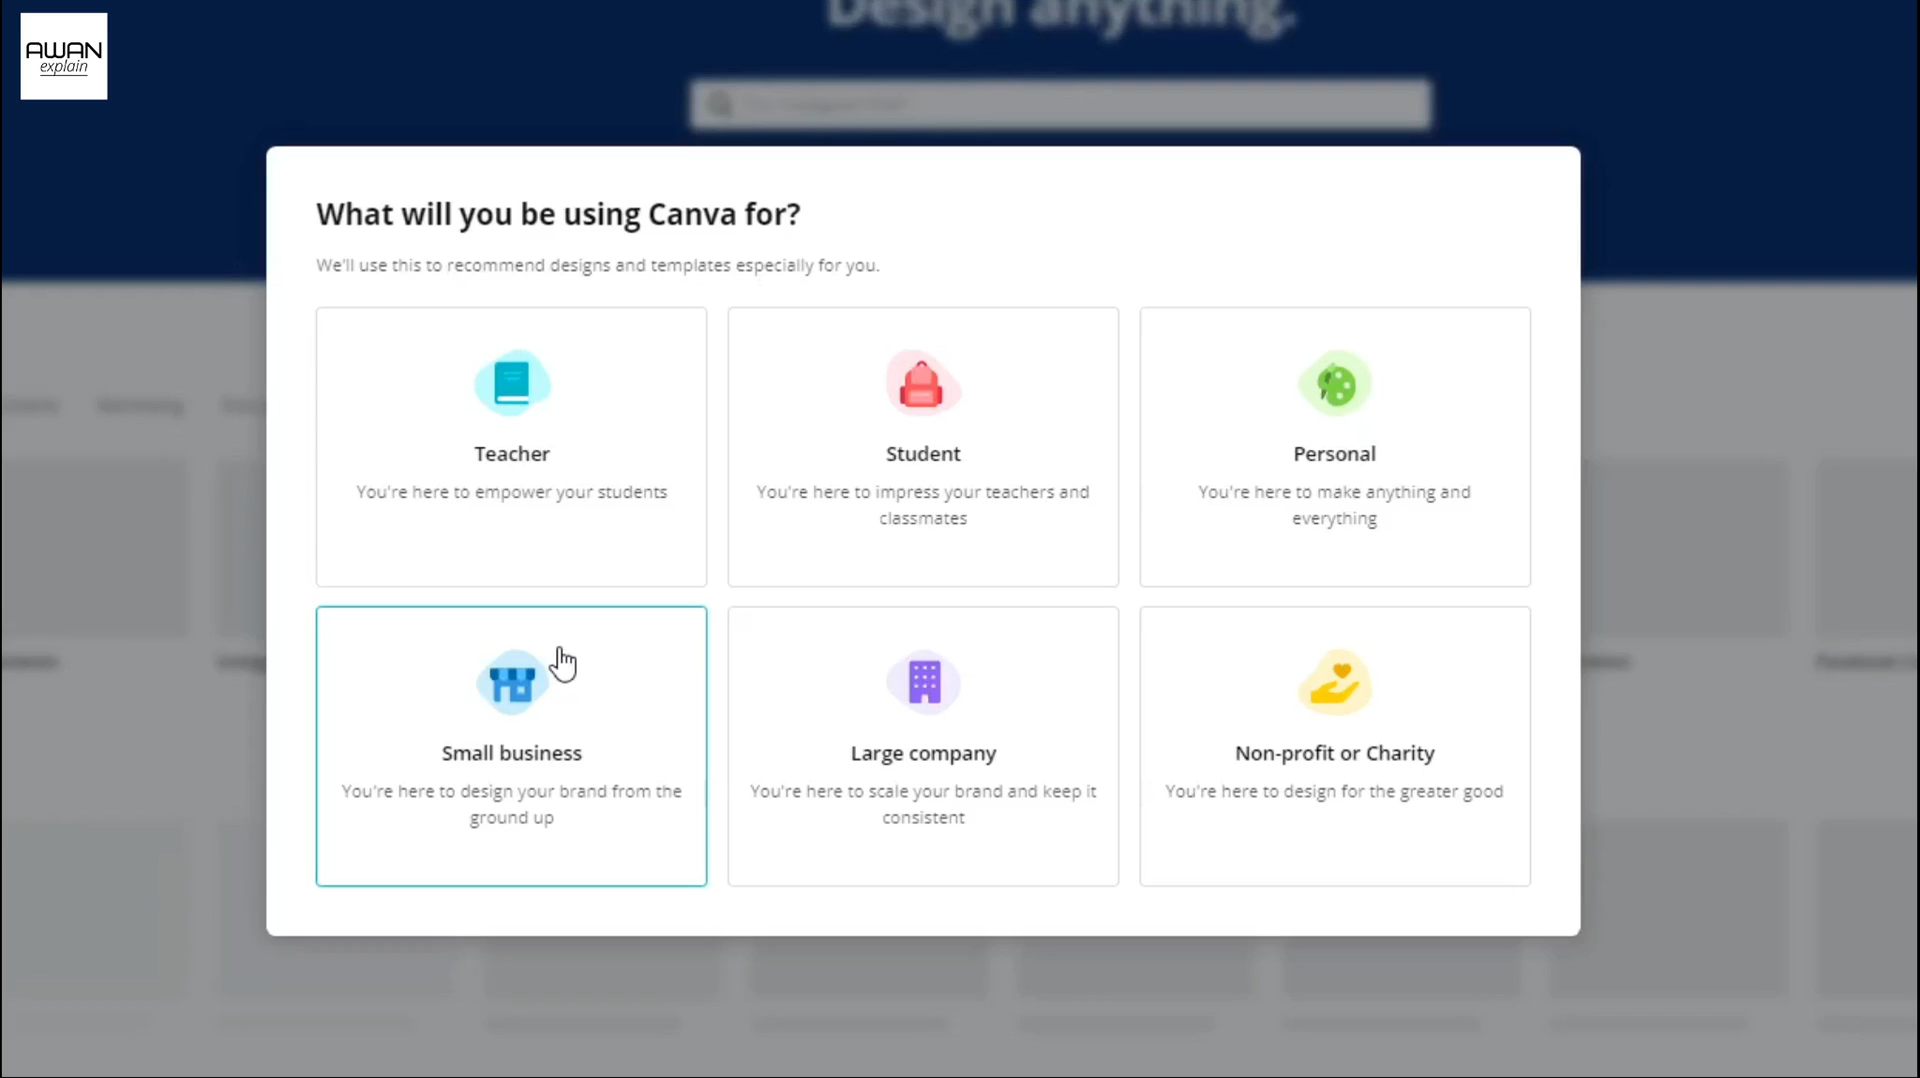 AWAN
explain
Design anything.
What will you be using Canva for?
We'll use this to recommend designs and templates especially for you.
Teacher
You're here to empower your students
Student
You're here to impress your teachers and
classmates
Personal
You're here to make anything and
everything
Small business
You're here to design your brand from the
ground up
Large company
You're here to scale your brand and keep it
consistent
Non-profit or Charity
You're here to design for the greater good